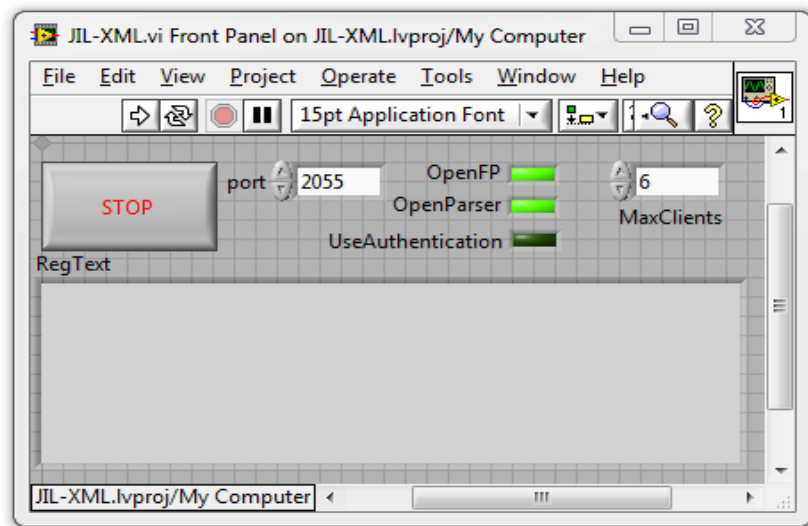 JIL-XML.vi Front Panel on JIL-XML.lvproj/My Computer
File Edit View Project Operate Tools Window Help
15pt Application Font
1
STOP
port 2055
OpenFP
OpenParser
UseAuthentication
6
MaxClients
RegText
JIL-XML.lvproj/My Computer